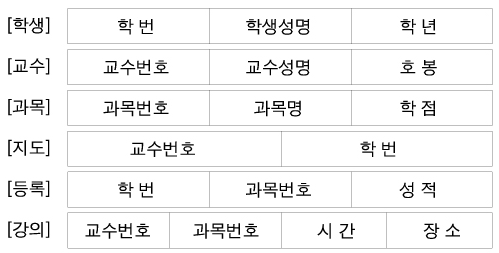 [학생] 학 번 학생성명 학 년
[교수] 교수번호 교수성명 호 봉
[과목] 과목번호 과목명 학 점
[지도] 교수번호 학 번
[등록] 학 번 과목번호 성 적
[강의] 교수번호 과목번호 시 간 장 소